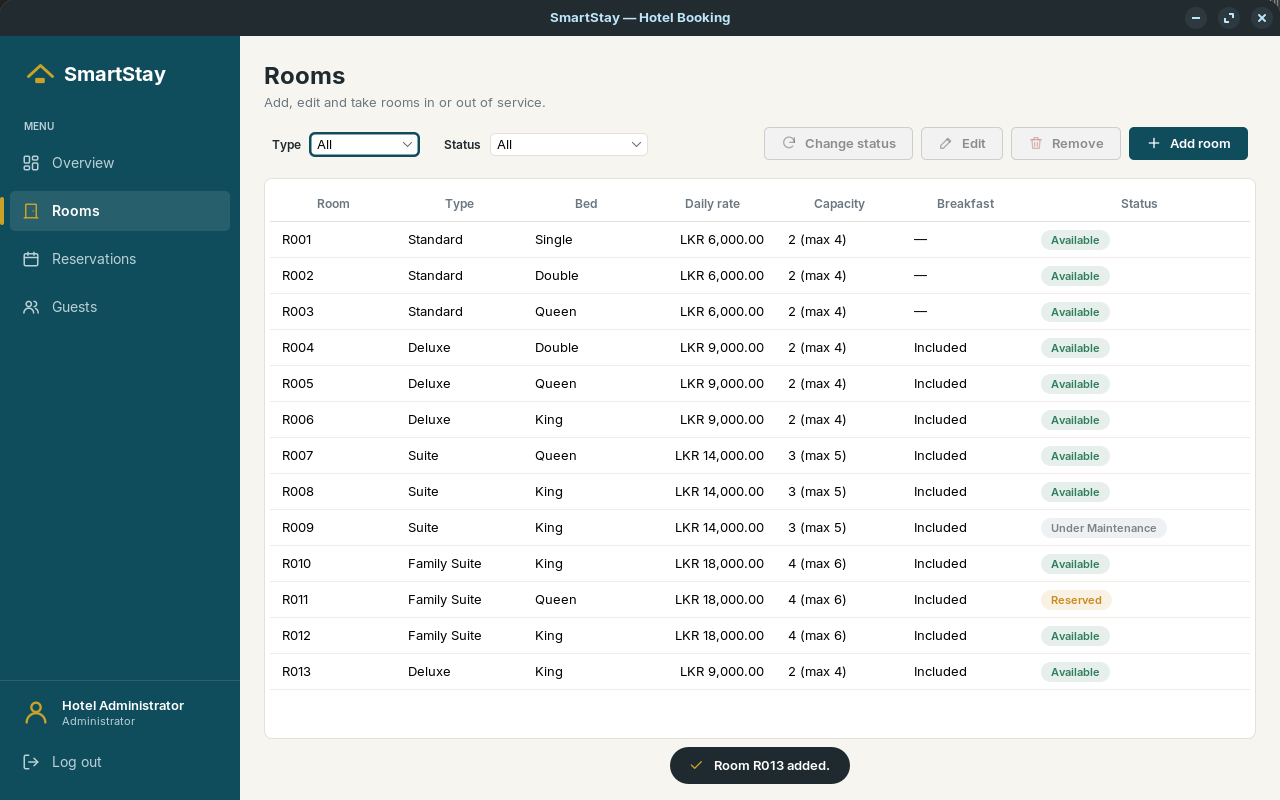 SmartStay — Hotel Booking
SmartStay
MENU
Overview
Rooms
Reservations
Guests
Hotel Administrator
Administrator
Log out
Rooms
Add, edit and take rooms in or out of service.
Type All Status All Change status Edit Remove Add room
Room Type Bed Daily rate Capacity Breakfast Status
R001 Standard Single LKR 6,000.00 2 (max 4) — Available
R002 Standard Double LKR 6,000.00 2 (max 4) — Available
R003 Standard Queen LKR 6,000.00 2 (max 4) — Available
R004 Deluxe Double LKR 9,000.00 2 (max 4) Included Available
R005 Deluxe Queen LKR 9,000.00 2 (max 4) Included Available
R006 Deluxe King LKR 9,000.00 2 (max 4) Included Available
R007 Suite Queen LKR 14,000.00 3 (max 5) Included Available
R008 Suite King LKR 14,000.00 3 (max 5) Included Available
R009 Suite King LKR 14,000.00 3 (max 5) Included Under Maintenance
R010 Family Suite King LKR 18,000.00 4 (max 6) Included Available
R011 Family Suite Queen LKR 18,000.00 4 (max 6) Included Reserved
R012 Family Suite King LKR 18,000.00 4 (max 6) Included Available
R013 Deluxe King LKR 9,000.00 2 (max 4) Included Available
Room R013 added.